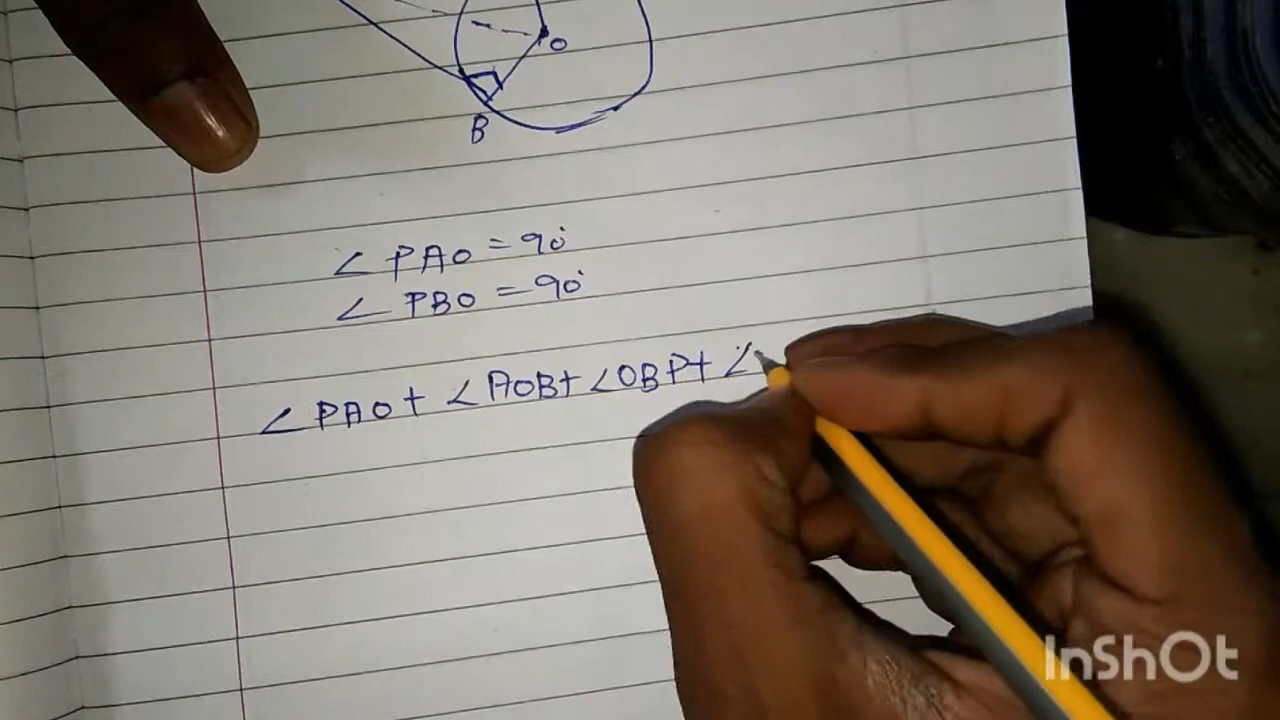 O
B
∠ PAO = 90°
∠ PBO = 90°
∠ PAO + ∠ AOB + ∠OBP + ∠
InShOt